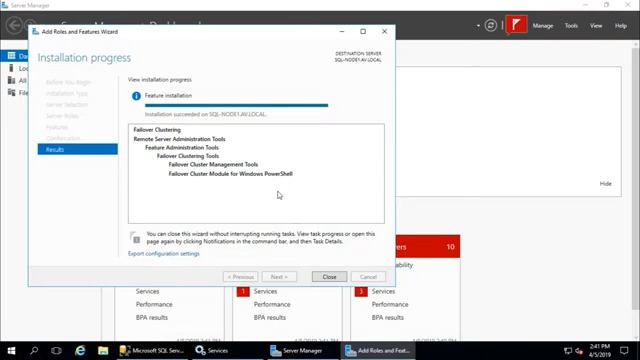 Server Manager
Manage
Tools
View
Help
Add Roles and Features Wizard
Installation progress
DESTINATION SERVER
SQL-NODE1.AV.LOCAL
Before You Begin
Installation Type
Server Selection
Server Roles
Features
Confirmation
Results
View installation progress
Feature installation
Installation succeeded on SQL-NODE1.AV.LOCAL.
Failover Clustering
Remote Server Administration Tools
Feature Administration Tools
Failover Clustering Tools
Failover Cluster Management Tools
Failover Cluster Module for Windows PowerShell
You can close this wizard without interrupting running tasks. View task progress or open this
page again by clicking Notifications in the command bar, and then Task Details.
Export configuration settings
< Previous
Next >
Close
Cancel
Hide
10
Services
Performance
BPA results
1
Services
Performance
BPA results
3
Services
Performance
BPA results
Microsoft SQL Serv...
Services
Server Manager
Add Roles and Feat...
2:41 PM
4/5/2019